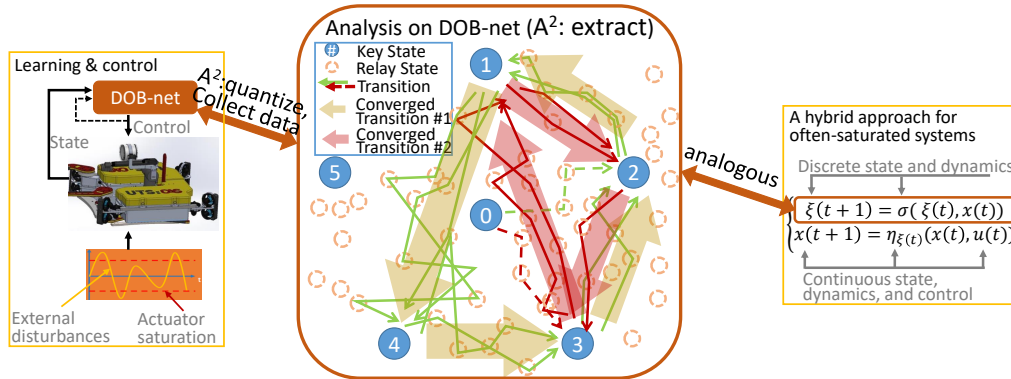 Learning & control
DOB-net
State
Control
UTS:
External
disturbances
Actuator
saturation
A²:quantize,
Collect data
Analysis on DOB-net (A²: extract)
# Key State
Relay State
Transition
Converged
Transition #1
Converged
Transition #2
1
5
2
0
4
3
analogous
A hybrid approach for
often-saturated systems
Discrete state and dynamics
ξ(t + 1) = σ( ξ(t), x(t))
x(t + 1) = η_ξ(t)(x(t), u(t))
Continuous state,
dynamics, and control